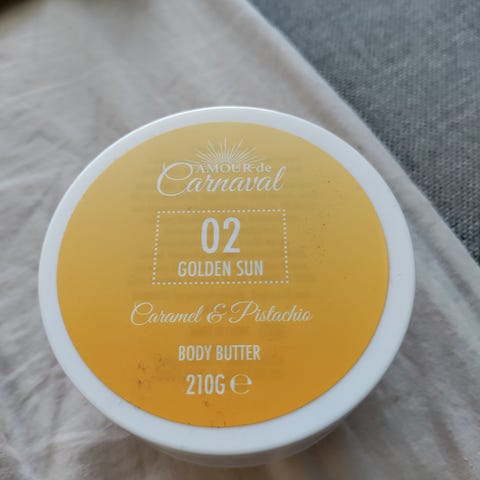 AMOUR de
Carnaval
02
GOLDEN SUN
Caramel & Pistachio
BODY BUTTER
210G ℮